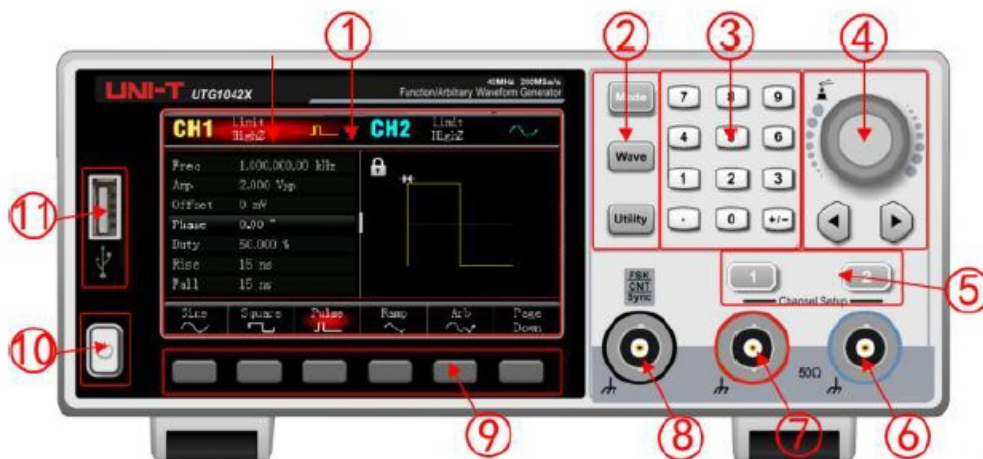 ① ② ③ ④
UNI-T UTG1042X
40MHz 200MSa/s
Function/Arbitrary Waveform Generator
CH1 Limit HighZ CH2 Limit HighZ
Freq 1.000,000,00 kHz
Amp 2.000 Vpp
Offset 0 mV
Phase 0.00 °
Duty 50.000 %
Rise 15 ns
Fall 15 ns
Sine Square Pulse Ramp Arb Page Down
Mode 7 8 9
4 5 6
Wave
1 2 3
Utility . 0 +/-
1 2 ⑤
Channel Setup
FSK
CNT
Sync
50Ω
⑪
⑩
⑨ ⑧ ⑦ ⑥